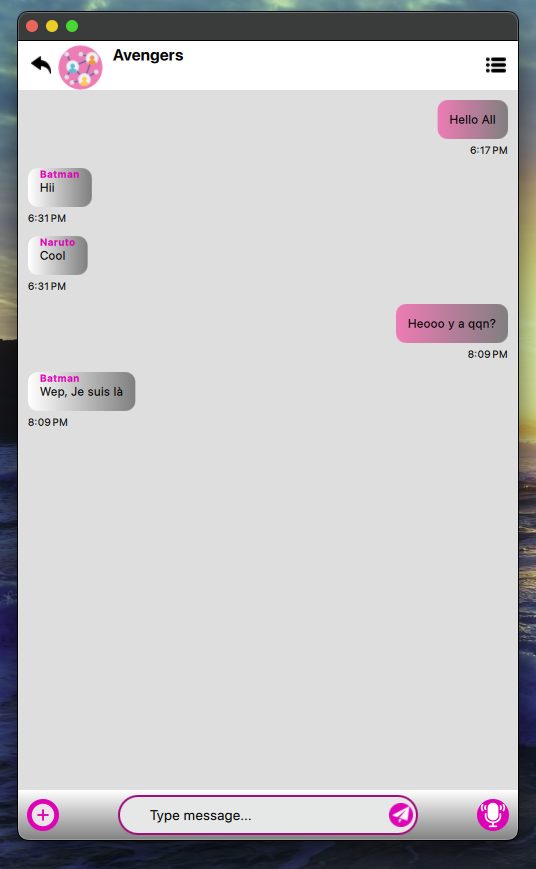 Avengers
Hello All
6:17 PM
Batman
Hii
6:31 PM
Naruto
Cool
6:31 PM
Heooo y a qqn?
8:09 PM
Batman
Wep, Je suis là
8:09 PM
Type message...